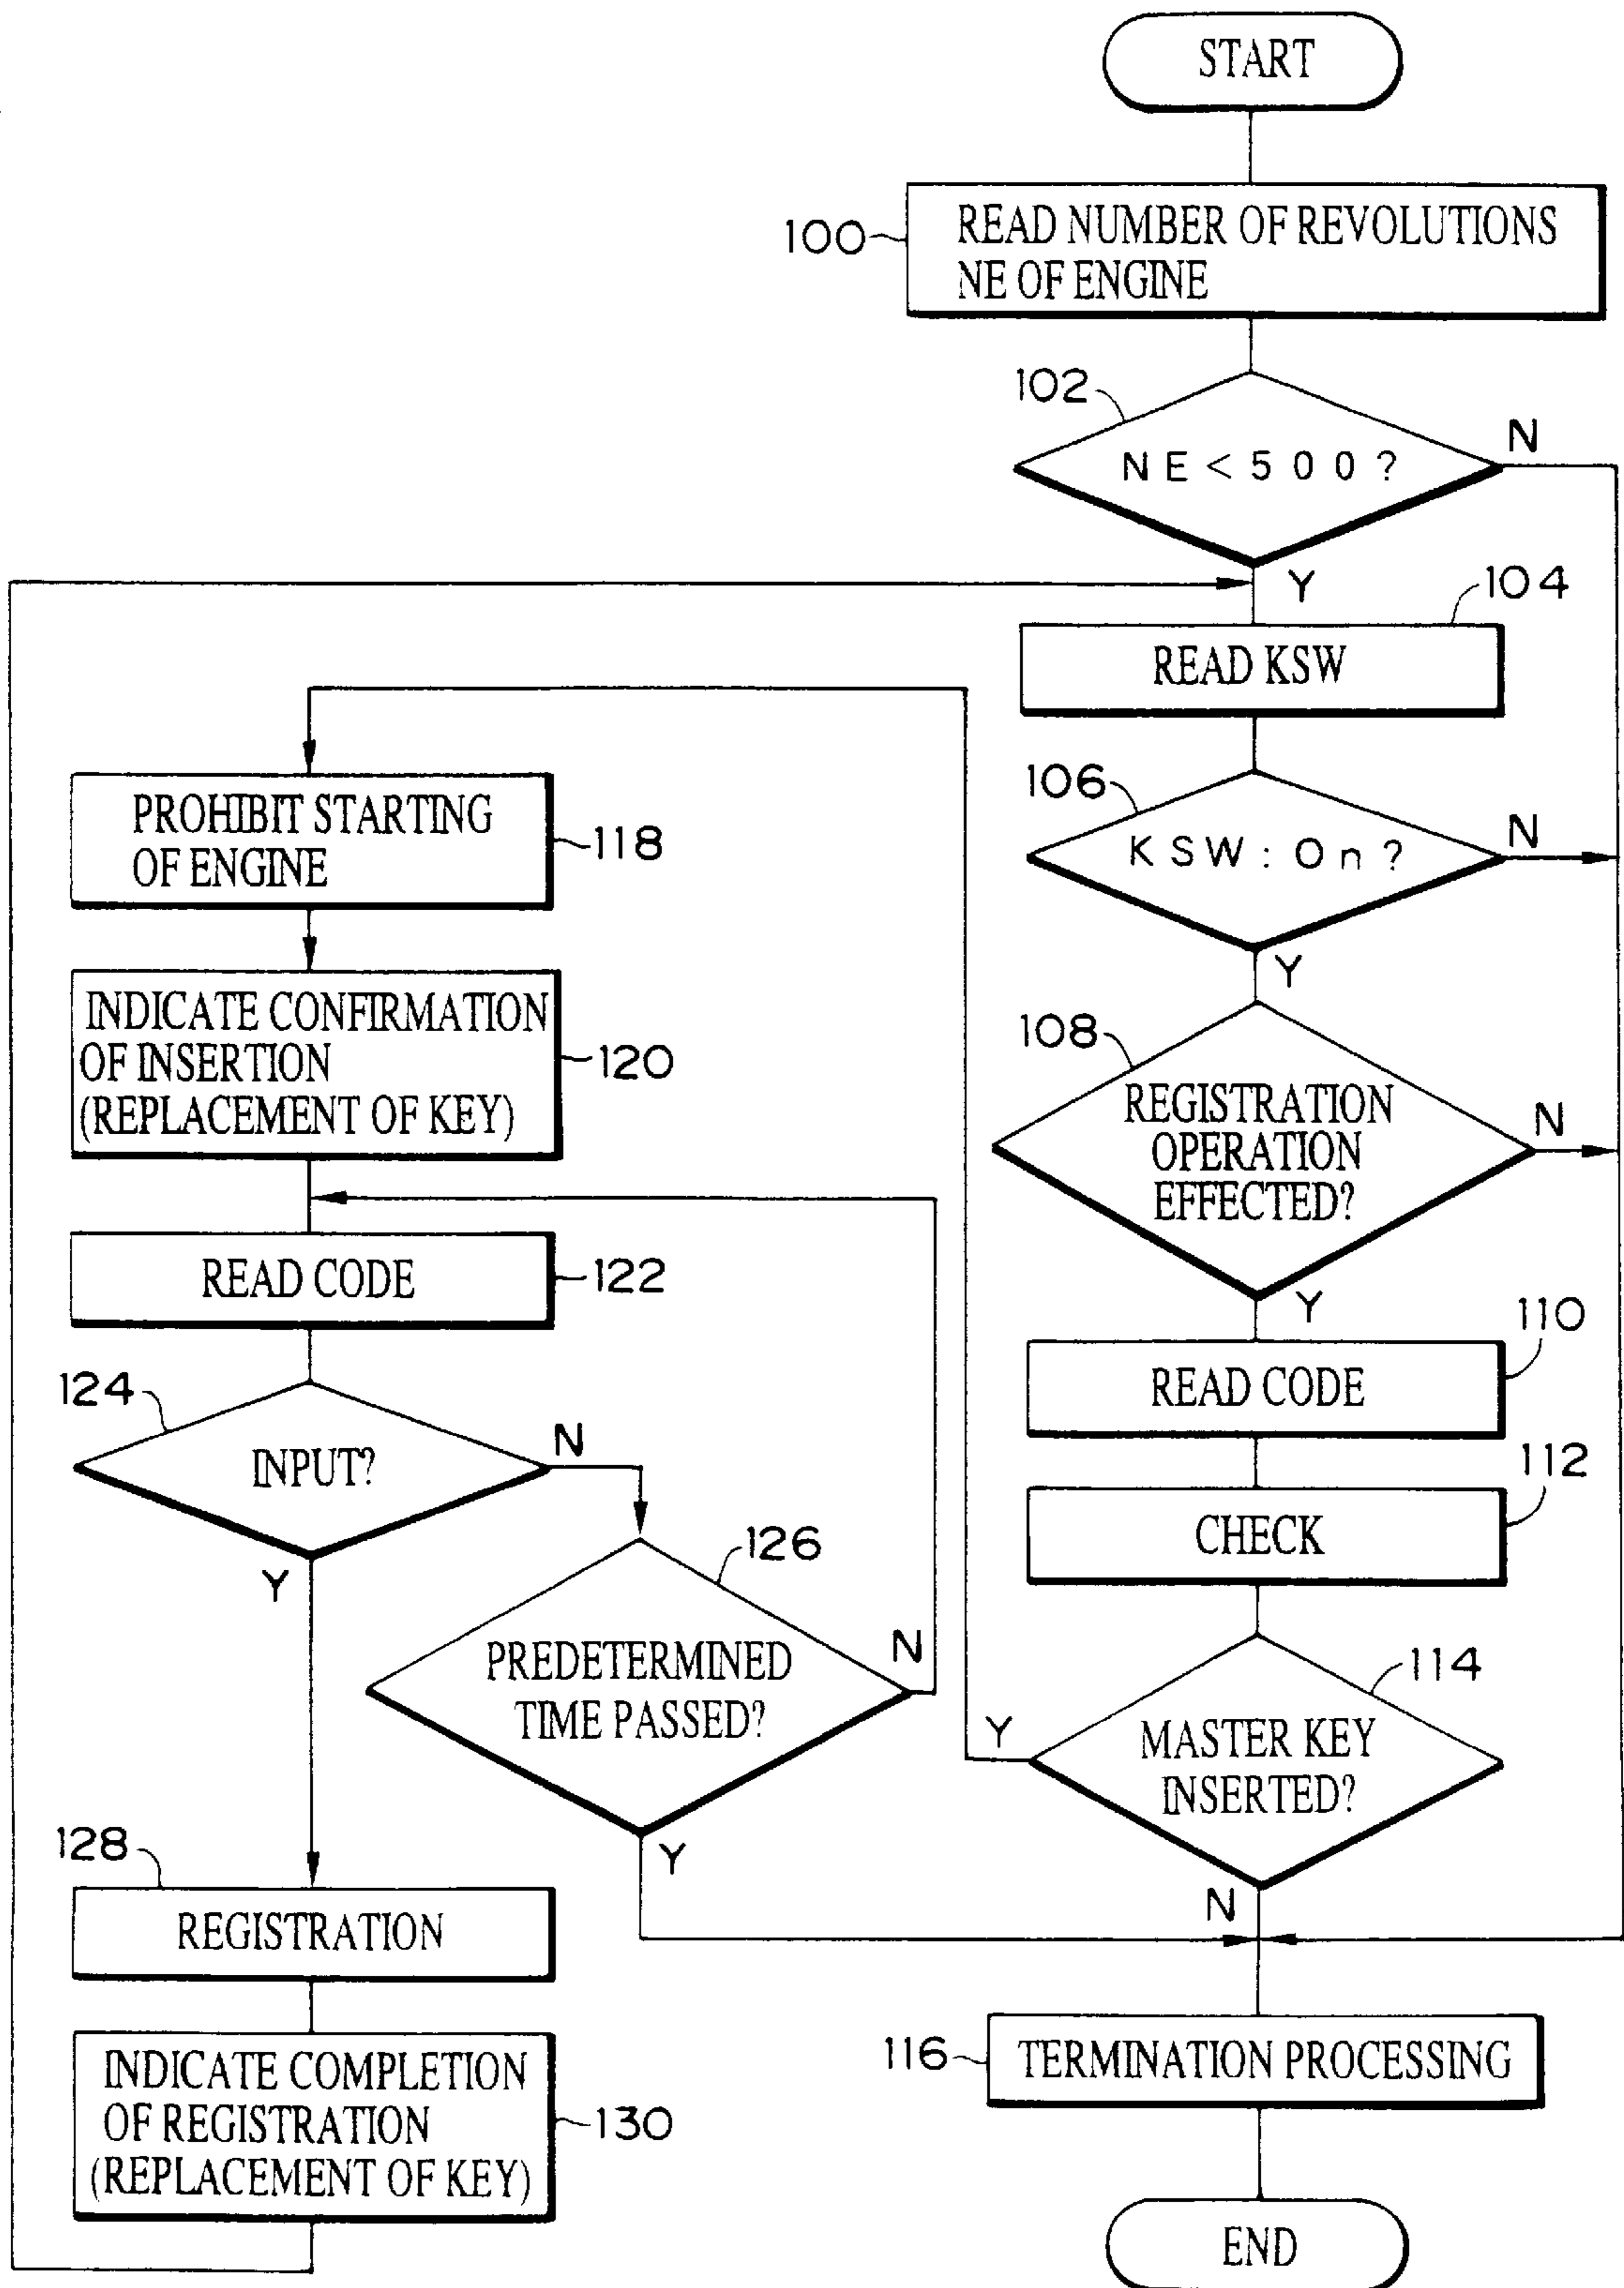 START
100
READ NUMBER OF REVOLUTIONS
NE OF ENGINE
102
NE<500?
N
Y
104
READ KSW
106
KSW:On?
N
Y
108
REGISTRATION
OPERATION
EFFECTED?
N
Y
110
READ CODE
112
CHECK
114
MASTER KEY
INSERTED?
Y
N
116
TERMINATION PROCESSING
END
PROHIBIT STARTING
OF ENGINE
118
INDICATE CONFIRMATION
OF INSERTION
(REPLACEMENT OF KEY)
120
READ CODE
122
124
INPUT?
N
Y
126
PREDETERMINED
TIME PASSED?
N
Y
128
REGISTRATION
INDICATE COMPLETION
OF REGISTRATION
(REPLACEMENT OF KEY)
130